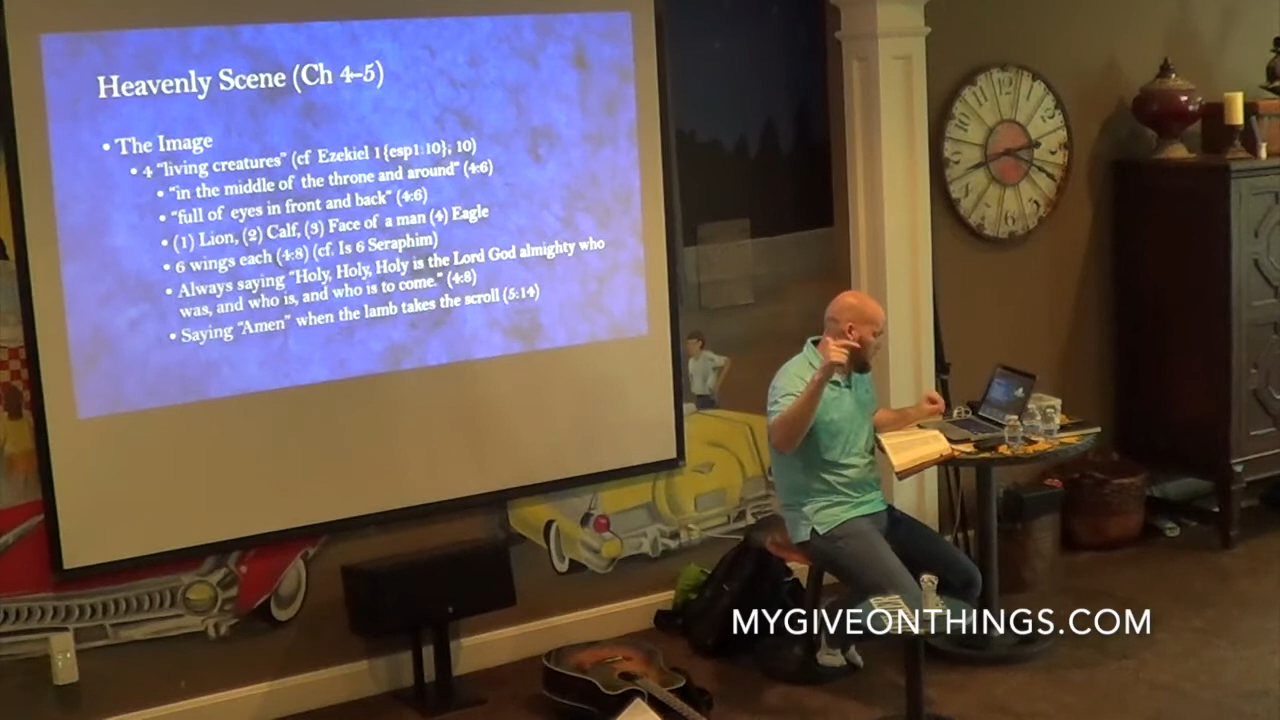 Heavenly Scene (Ch 4-5)
• The Image
• 4 "living creatures" (cf Ezekiel 1{esp1:10}; 10)
• "in the middle of the throne and around" (4:6)
• "full of eyes in front and back" (4:6)
• (1) Lion, (2) Calf, (3) Face of a man (4) Eagle
• 6 wings each (4:8) (cf. Is 6 Seraphim)
• Always saying "Holy, Holy, Holy is the Lord God almighty who
was, and who is, and who is to come." (4:8)
• Saying "Amen" when the lamb takes the scroll (5:14)
MYGIVEONTHINGS.COM